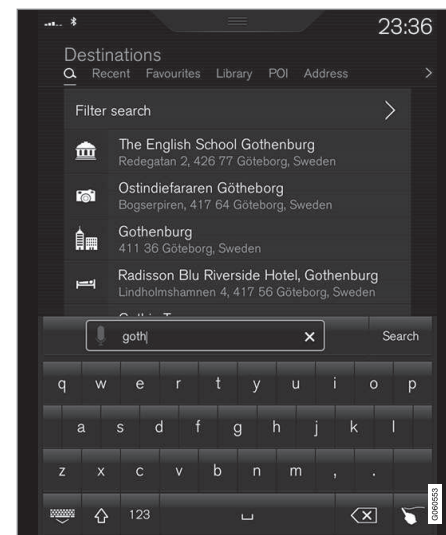 23:36
Destinations
Recent Favourites Library POI Address
Filter search
The English School Gothenburg
Redegatan 2, 426 77 Göteborg, Sweden
Ostindiefararen Götheborg
Bogserpiren, 417 64 Göteborg, Sweden
Gothenburg
411 36 Göteborg, Sweden
Radisson Blu Riverside Hotel, Gothenburg
Lindholmshamnen 4, 417 56 Göteborg, Sweden
goth Search
q w e r t y u i o p
a s d f g h j k l
z x c v b n m , .
123
G060553